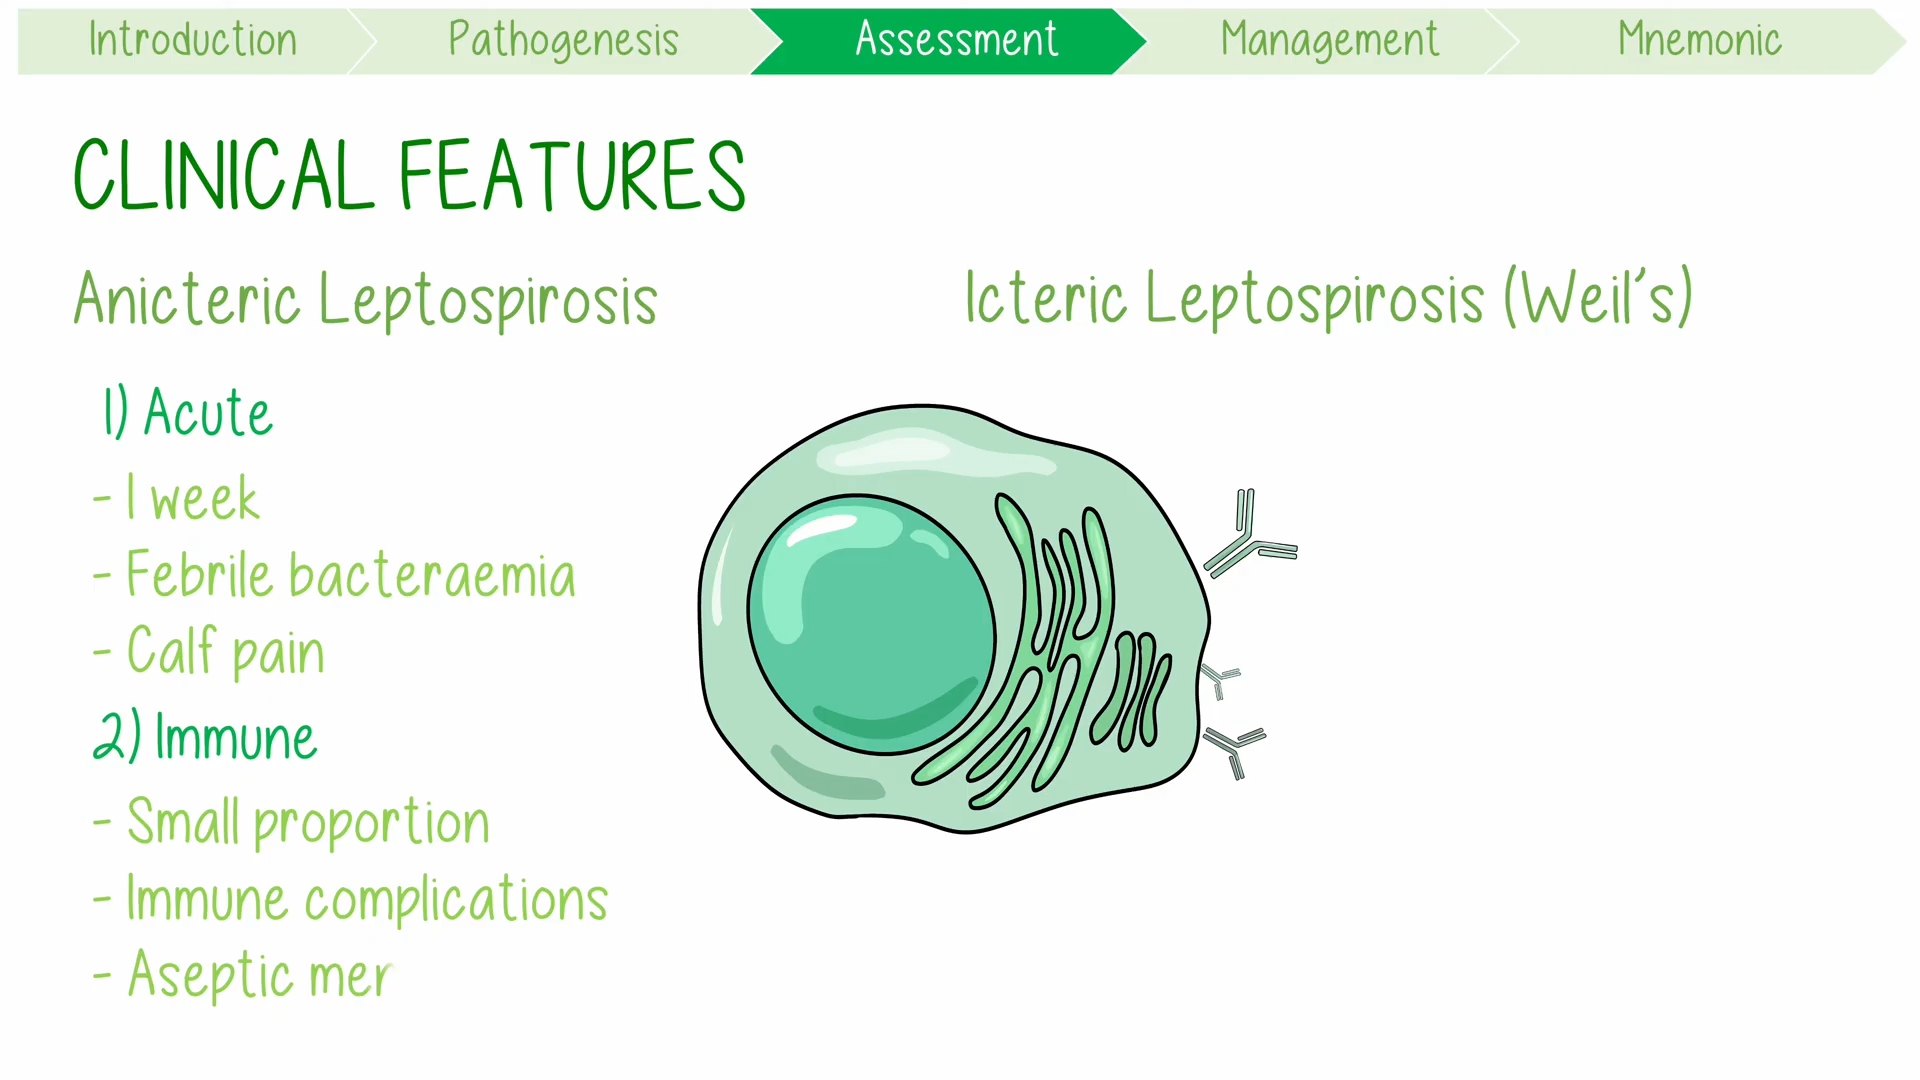 Introduction
Pathogenesis
Assessment
Management
Mnemonic
CLINICAL FEATURES
Anicteric Leptospirosis
1) Acute
- 1 week
- Febrile bacteraemia
- Calf pain
2) Immune
- Small proportion
- Immune complications
- Aseptic
Icteric Leptospirosis (Weil's)